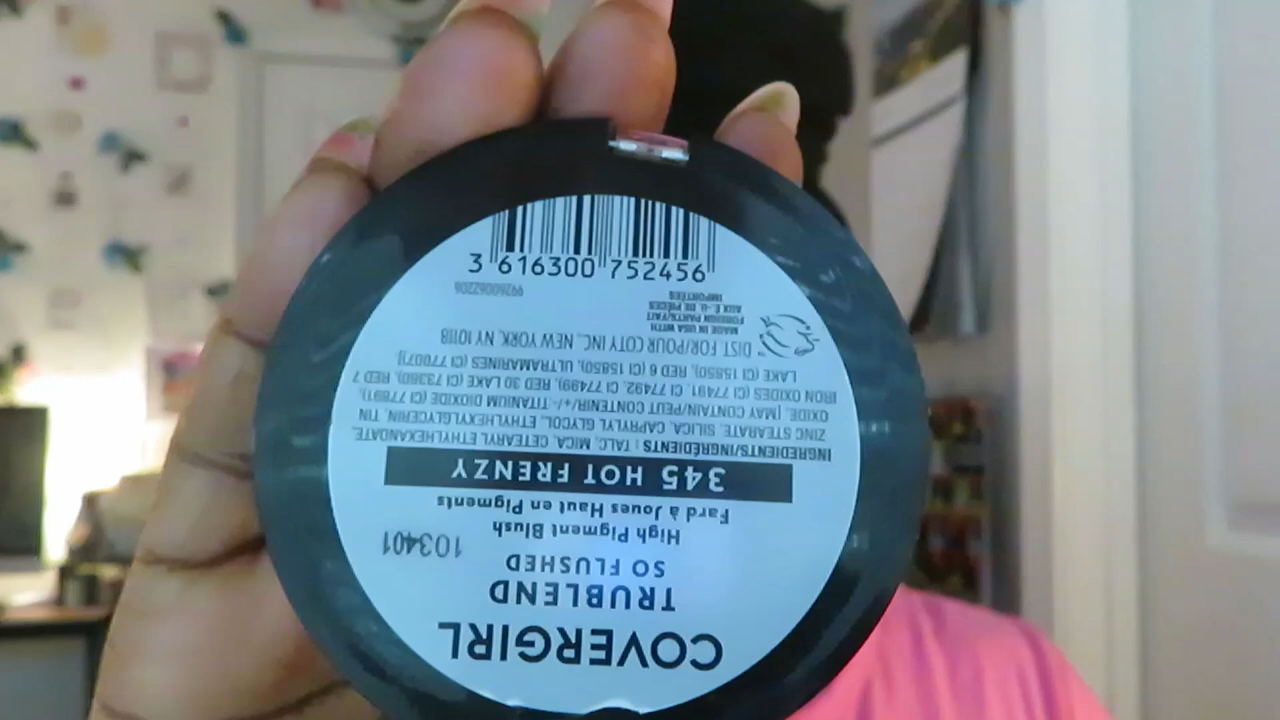 COVERGIRL
TRUBLEND
SO FLUSHED
103401
High Pigment Blush
Fard à Joues Haut en Pigments
345 HOT FRENZY
INGREDIENTS/INGRÉDIENTS : TALC, MICA, CETEARYL ETHYLHEXANOATE,
ZINC STEARATE, SILICA, CAPRYLYL GLYCOL, ETHYLHEXYLGLYCERIN, TIN
OXIDE, [MAY CONTAIN/PEUT CONTENIR/+/-:TITANIUM DIOXIDE (CI 77891),
IRON OXIDES (CI 77491, CI 77492, CI 77499), RED 30 LAKE (CI 73360), RED 7
LAKE (CI 15850), RED 6 (CI 15850), ULTRAMARINES (CI 77007)]
DIST. FOR/POUR COTY INC., NEW YORK, NY 10118
MADE IN USA WITH
FOREIGN PARTS/FAIT
AUX É.-U. DE PIÈCES
IMPORTÉES
99260062206
3 616300 752456